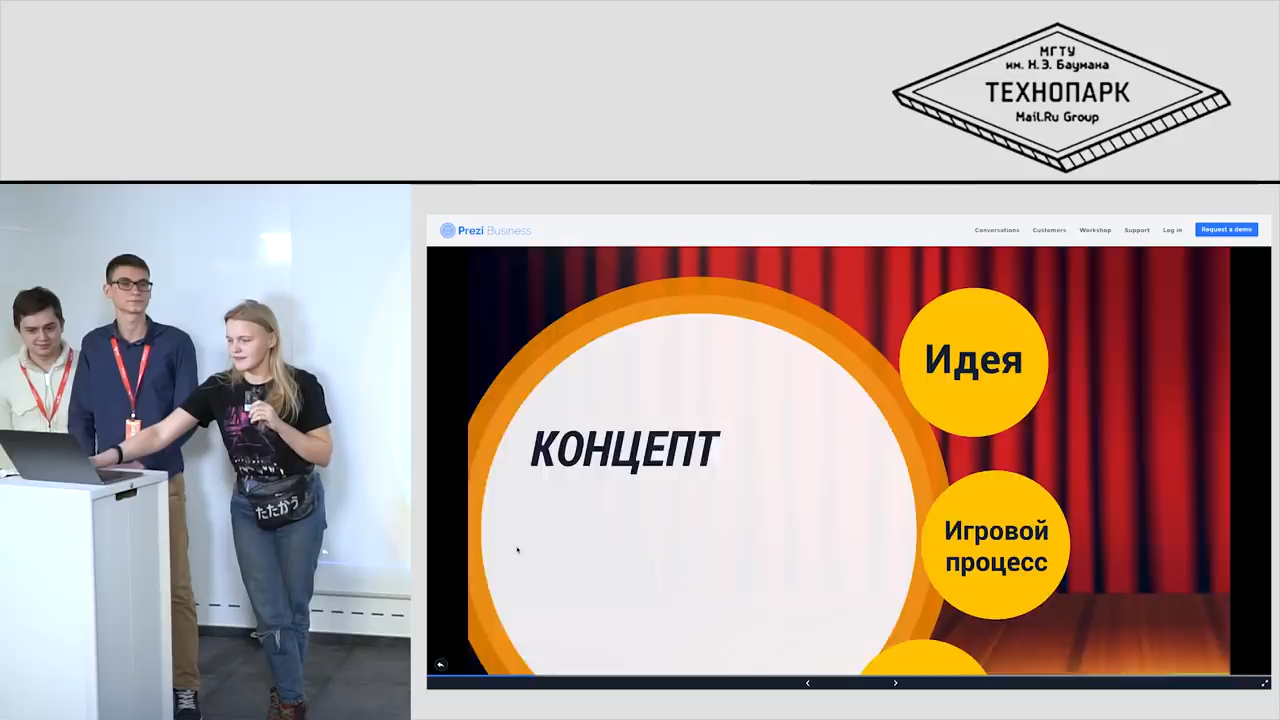 МГТУ
им. Н.Э. Баумана
ТЕХНОПАРК
Mail.Ru Group
Prezi Business
Conversations
Customers
Workshop
Support
Log in
Request a demo
Идея
КОНЦЕПТ
Игровой
процесс
たたかう